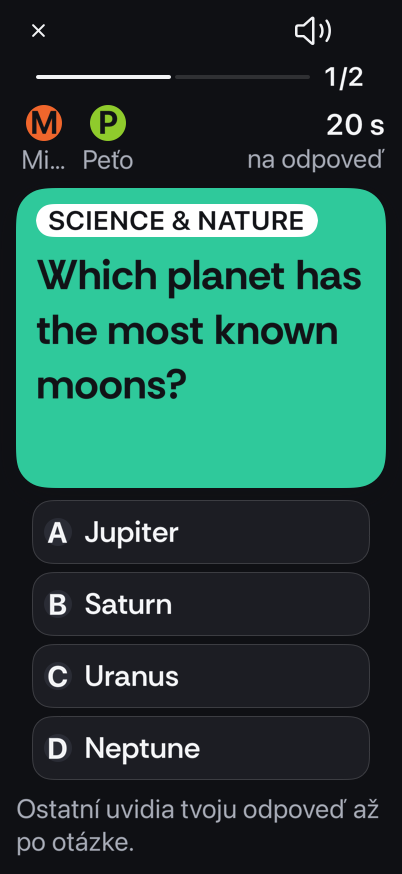 1/2
M
P
20 s
Mi...
Peťo
na odpoveď
SCIENCE & NATURE
Which planet has
the most known
moons?
A Jupiter
B Saturn
C Uranus
D Neptune
Ostatní uvidia tvoju odpoveď až
po otázke.